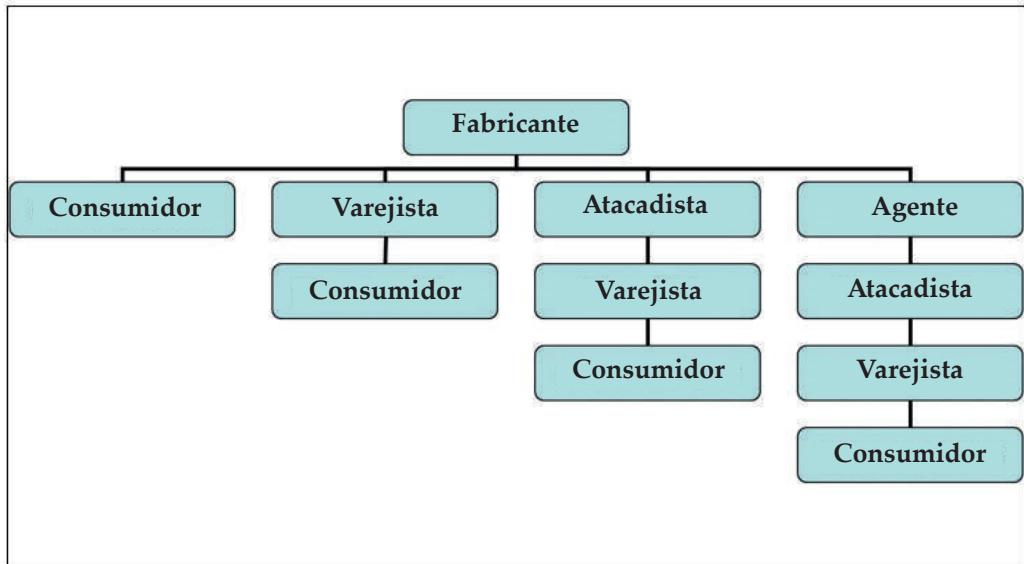 Fabricante
Consumidor
Varejista
Atacadista
Agente
Consumidor
Varejista
Atacadista
Consumidor
Varejista
Consumidor